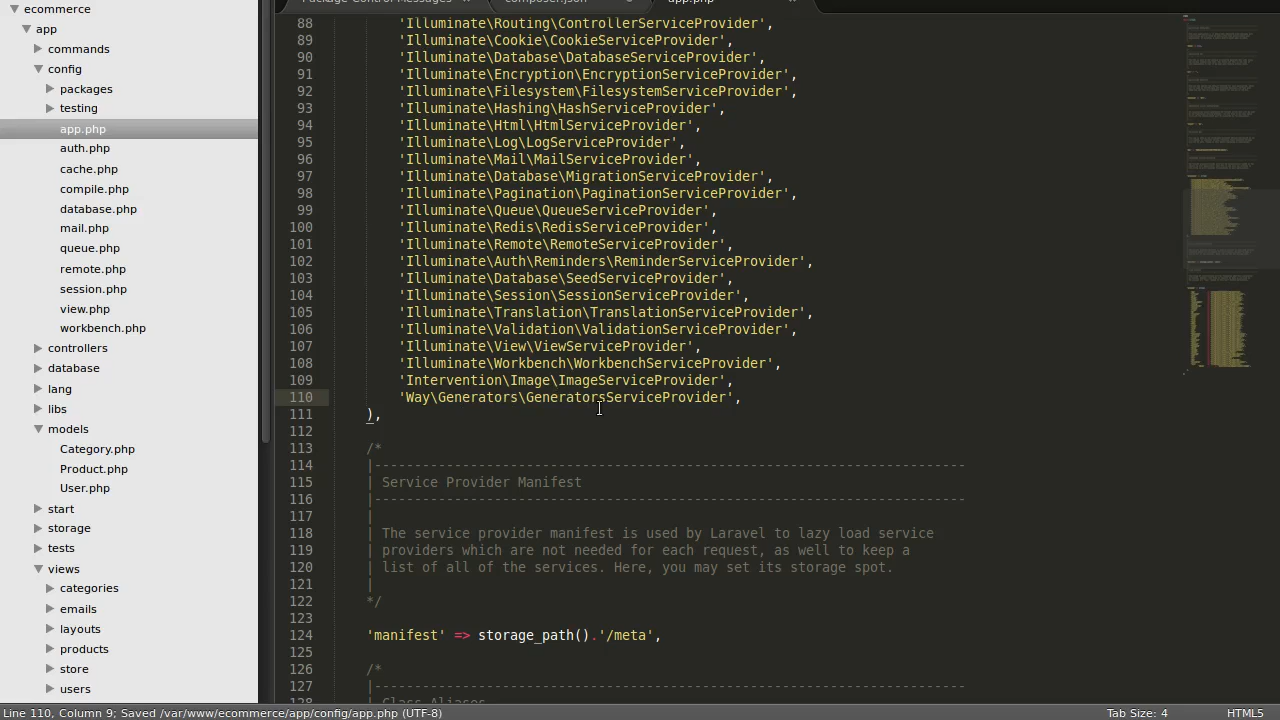 Package Control Messages
composer.json
app.php
ecommerce
app
commands
config
packages
testing
app.php
auth.php
cache.php
compile.php
database.php
mail.php
queue.php
remote.php
session.php
view.php
workbench.php
controllers
database
lang
libs
models
Category.php
Product.php
User.php
start
storage
tests
views
categories
emails
layouts
products
store
users
88 'Illuminate\Routing\ControllerServiceProvider',
89 'Illuminate\Cookie\CookieServiceProvider',
90 'Illuminate\Database\DatabaseServiceProvider',
91 'Illuminate\Encryption\EncryptionServiceProvider',
92 'Illuminate\Filesystem\FilesystemServiceProvider',
93 'Illuminate\Hashing\HashServiceProvider',
94 'Illuminate\Html\HtmlServiceProvider',
95 'Illuminate\Log\LogServiceProvider',
96 'Illuminate\Mail\MailServiceProvider',
97 'Illuminate\Database\MigrationServiceProvider',
98 'Illuminate\Pagination\PaginationServiceProvider',
99 'Illuminate\Queue\QueueServiceProvider',
100 'Illuminate\Redis\RedisServiceProvider',
101 'Illuminate\Remote\RemoteServiceProvider',
102 'Illuminate\Auth\Reminders\ReminderServiceProvider',
103 'Illuminate\Database\SeedServiceProvider',
104 'Illuminate\Session\SessionServiceProvider',
105 'Illuminate\Translation\TranslationServiceProvider',
106 'Illuminate\Validation\ValidationServiceProvider',
107 'Illuminate\View\ViewServiceProvider',
108 'Illuminate\Workbench\WorkbenchServiceProvider',
109 'Intervention\Image\ImageServiceProvider',
110 'Way\Generators\GeneratorsServiceProvider',
111 ),
112
113 /*
114 |--------------------------------------------------------------------------
115 | Service Provider Manifest
116 |--------------------------------------------------------------------------
117 |
118 | The service provider manifest is used by Laravel to lazy load service
119 | providers which are not needed for each request, as well to keep a
120 | list of all of the services. Here, you may set its storage spot.
121 |
122 */
123
124 'manifest' => storage_path().'/meta',
125
126 /*
127 |--------------------------------------------------------------------------
128 | Class Aliases
Line 110, Column 9; Saved /var/www/ecommerce/app/config/app.php (UTF-8)
Tab Size: 4
HTML5